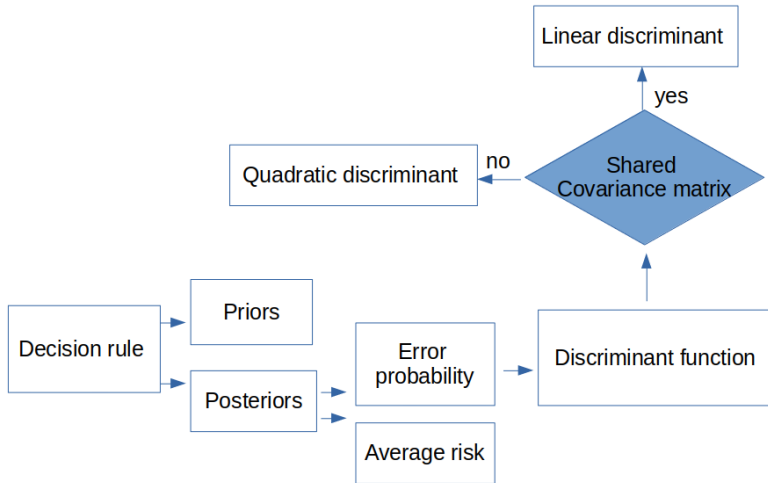 Linear discriminant
yes
Quadratic discriminant
no
Shared
Covariance matrix
Priors
Decision rule
Error
probability
Discriminant function
Posteriors
Average risk